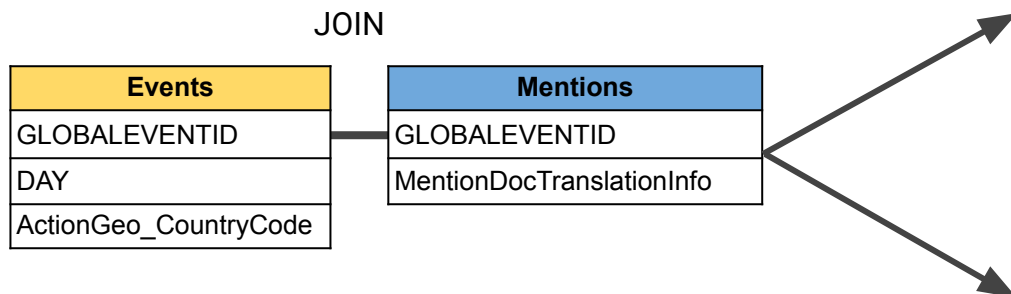 JOIN
Events
GLOBALEVENTID
DAY
ActionGeo_CountryCode
Mentions
GLOBALEVENTID
MentionDocTranslationInfo